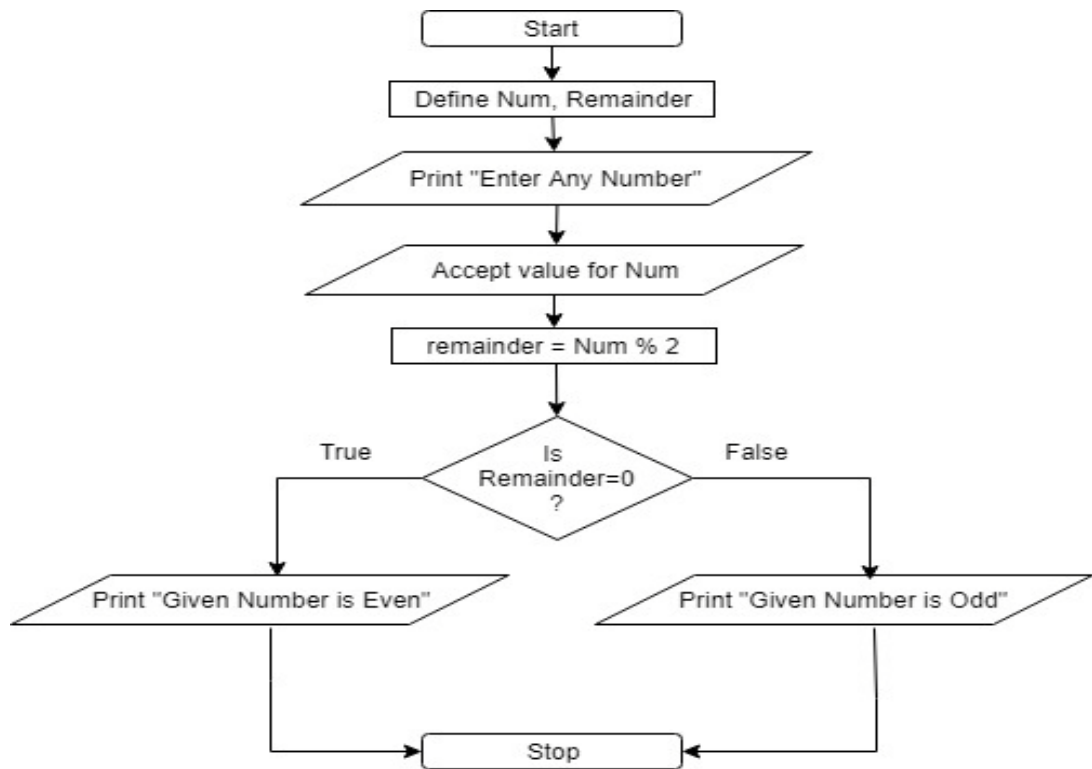 Start
Define Num, Remainder
Print "Enter Any Number"
Accept value for Num
remainder = Num % 2
True
Is
Remainder=0
?
False
Print "Given Number is Even"
Print "Given Number is Odd"
Stop